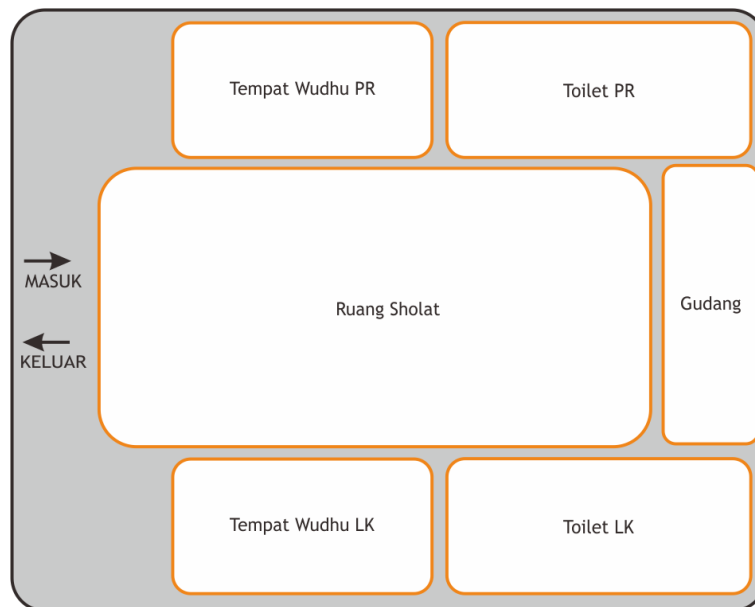 Tempat Wudhu PR
Toilet PR
MASUK
KELUAR
Ruang Sholat
Gudang
Tempat Wudhu LK
Toilet LK